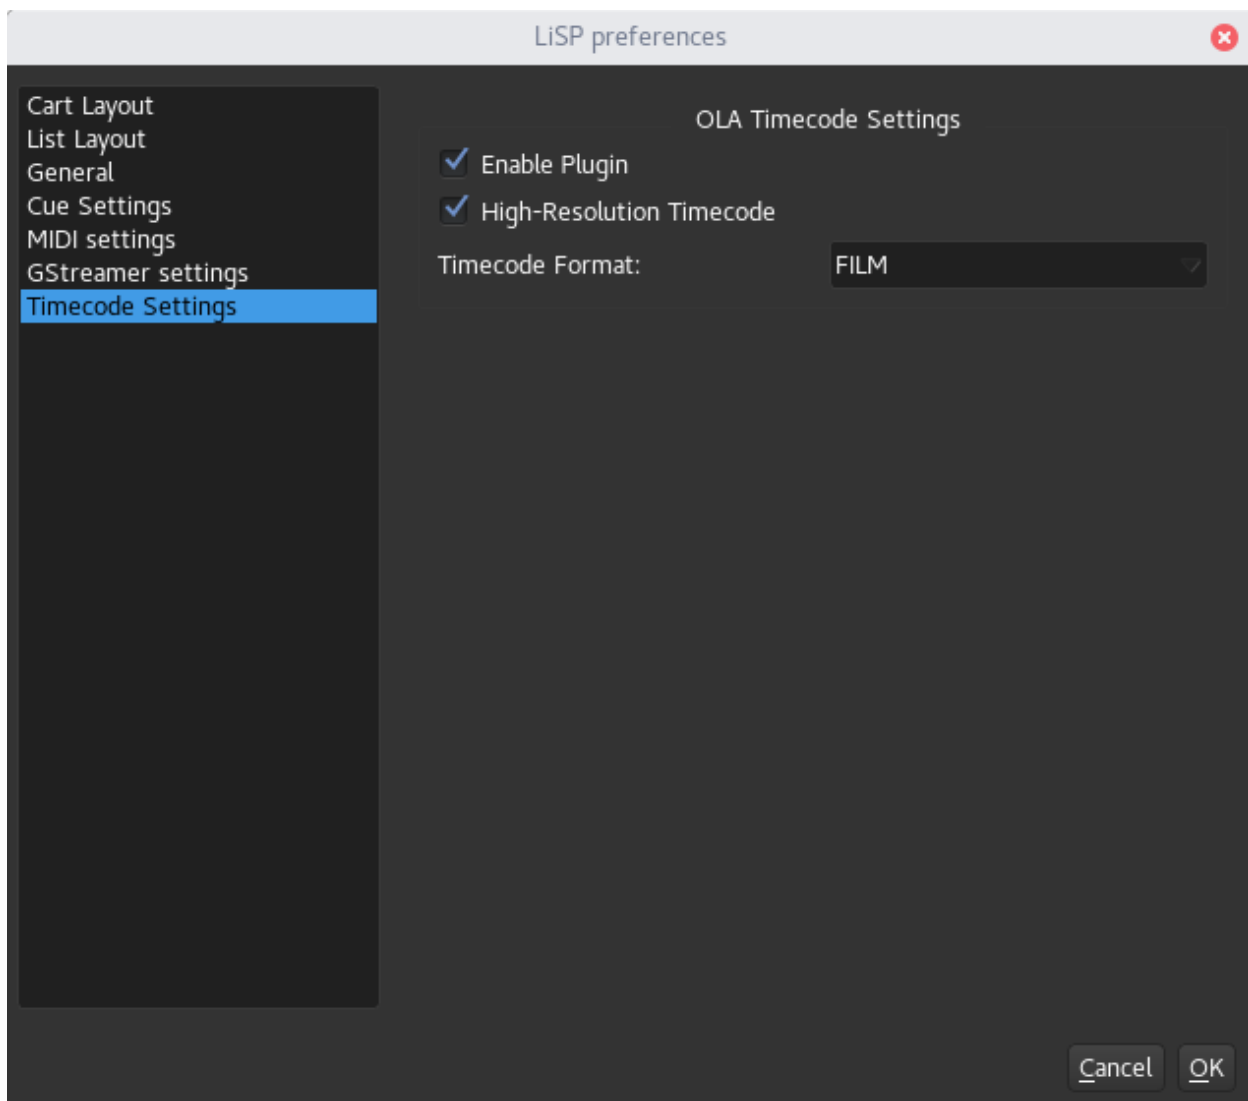 LiSP preferences
Cart Layout
List Layout
General
Cue Settings
MIDI settings
GStreamer settings
Timecode Settings
OLA Timecode Settings
Enable Plugin
High-Resolution Timecode
Timecode Format: FILM
Cancel OK